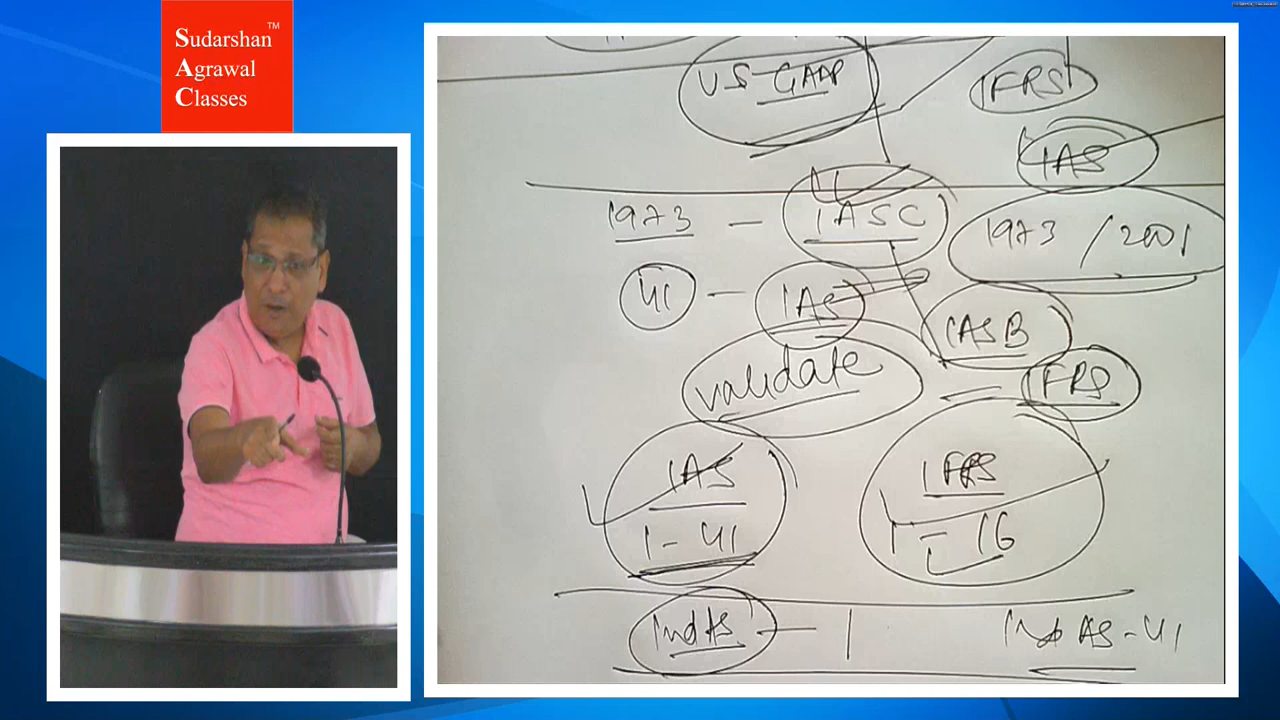 Sudarshan™
Agrawal
Classes
US-GAAP
IFRS
IAS
1973 - IASC
1973 / 2001
41 - IAS
IASB
validate
= IFRS
IAS
1-41
IFRS
1-16
Ind AS - 1
Ind AS-41